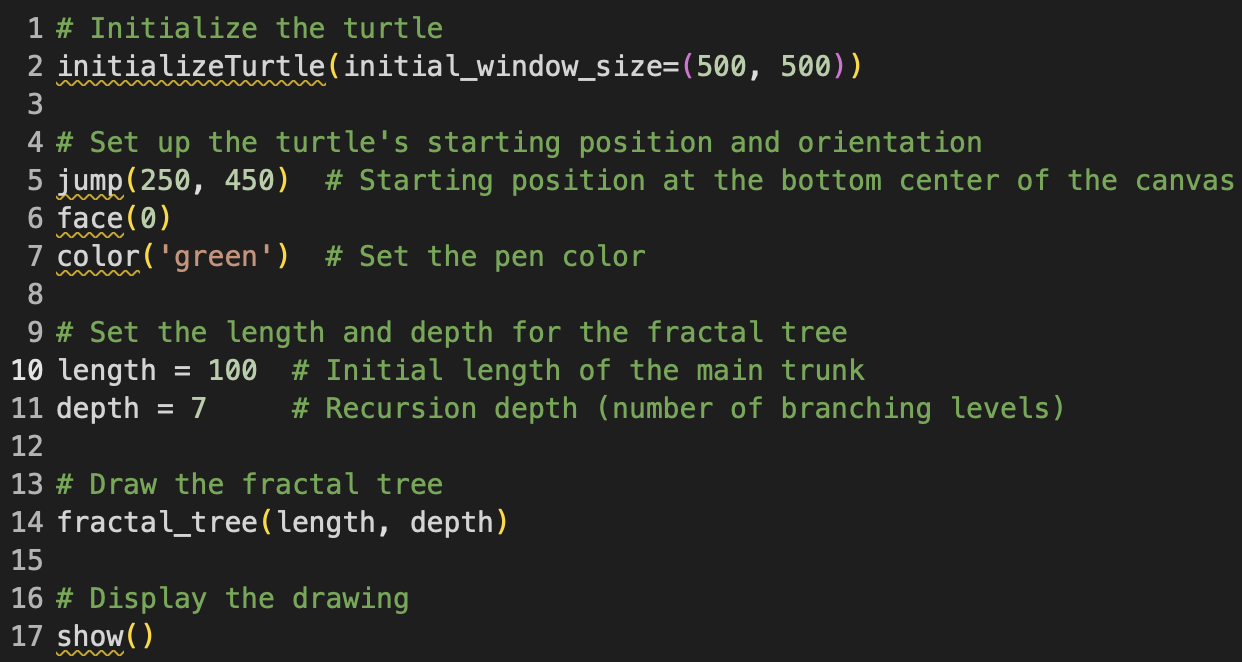 1 # Initialize the turtle
2 initializeTurtle(initial_window_size=(500, 500))
3
4 # Set up the turtle's starting position and orientation
5 jump(250, 450)  # Starting position at the bottom center of the canvas
6 face(0)
7 color('green')  # Set the pen color
8
9 # Set the length and depth for the fractal tree
10 length = 100  # Initial length of the main trunk
11 depth = 7     # Recursion depth (number of branching levels)
12
13 # Draw the fractal tree
14 fractal_tree(length, depth)
15
16 # Display the drawing
17 show()